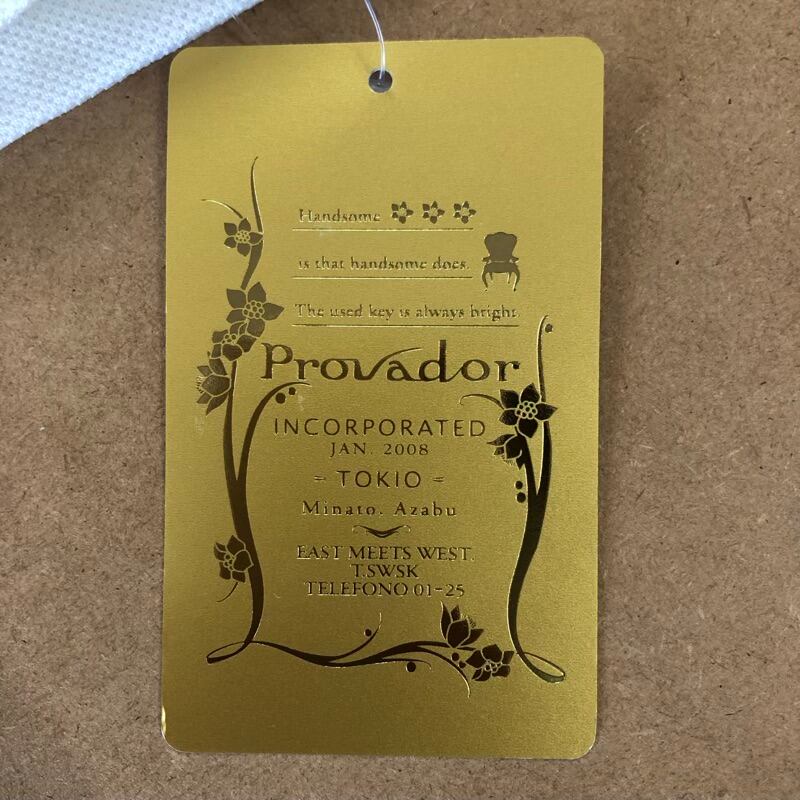 Handsome
is that handsome does.
The used key is always bright.
Provador
INCORPORATED
JAN. 2008
- TOKIO -
Minato. Azabu
EAST MEETS WEST.
T.SWSK
TELEFONO 01-25